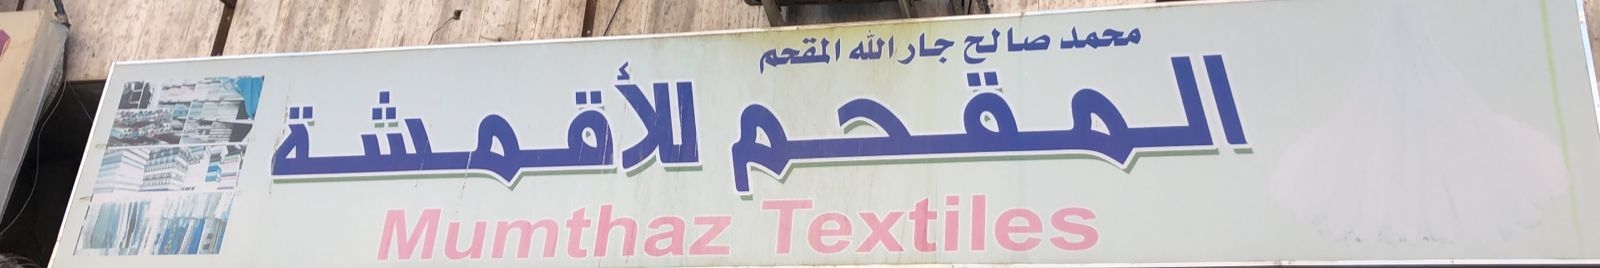 محمد صالح جار الله المقحم
المقحم للأقمشة
Mumthaz Textiles